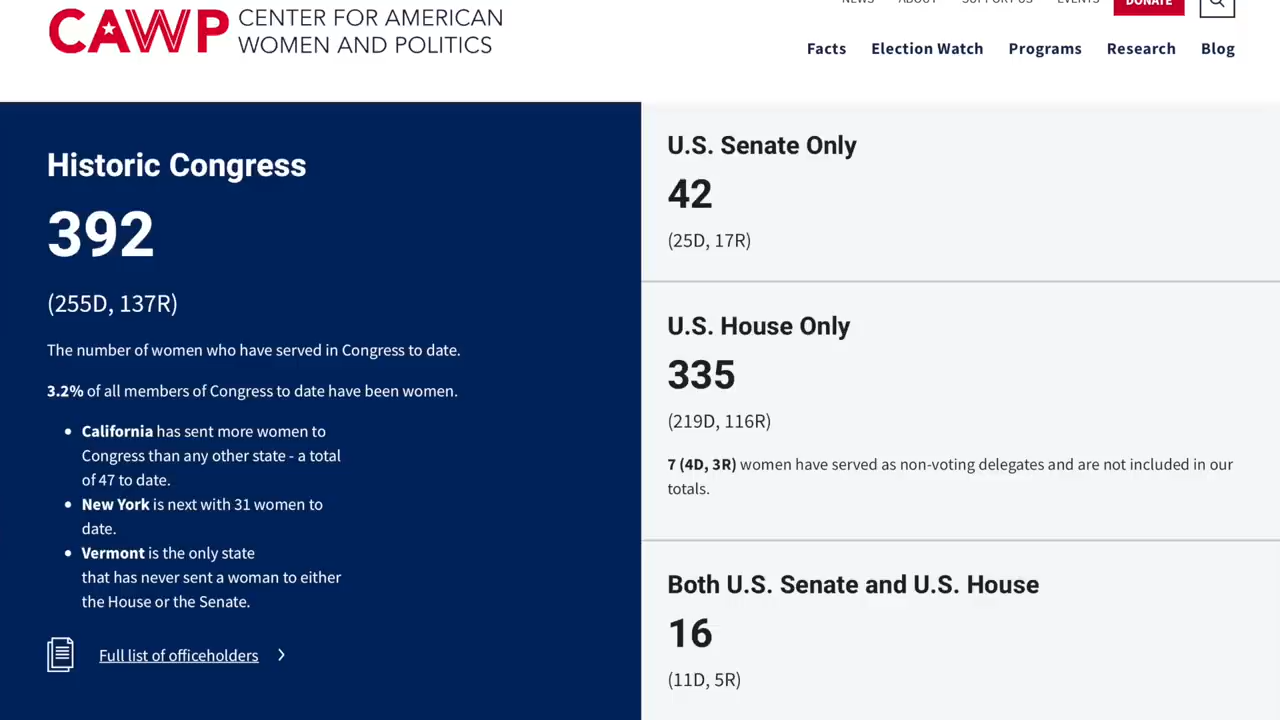 NEWS ABOUT SUPPORT US EVENTS DONATE
CAWP CENTER FOR AMERICAN
WOMEN AND POLITICS
Facts Election Watch Programs Research Blog
Historic Congress
392
(255D, 137R)
The number of women who have served in Congress to date.
3.2% of all members of Congress to date have been women.
• California has sent more women to
Congress than any other state - a total
of 47 to date.
• New York is next with 31 women to
date.
• Vermont is the only state
that has never sent a woman to either
the House or the Senate.
Full list of officeholders
U.S. Senate Only
42
(25D, 17R)
U.S. House Only
335
(219D, 116R)
7 (4D, 3R) women have served as non-voting delegates and are not included in our
totals.
Both U.S. Senate and U.S. House
16
(11D, 5R)